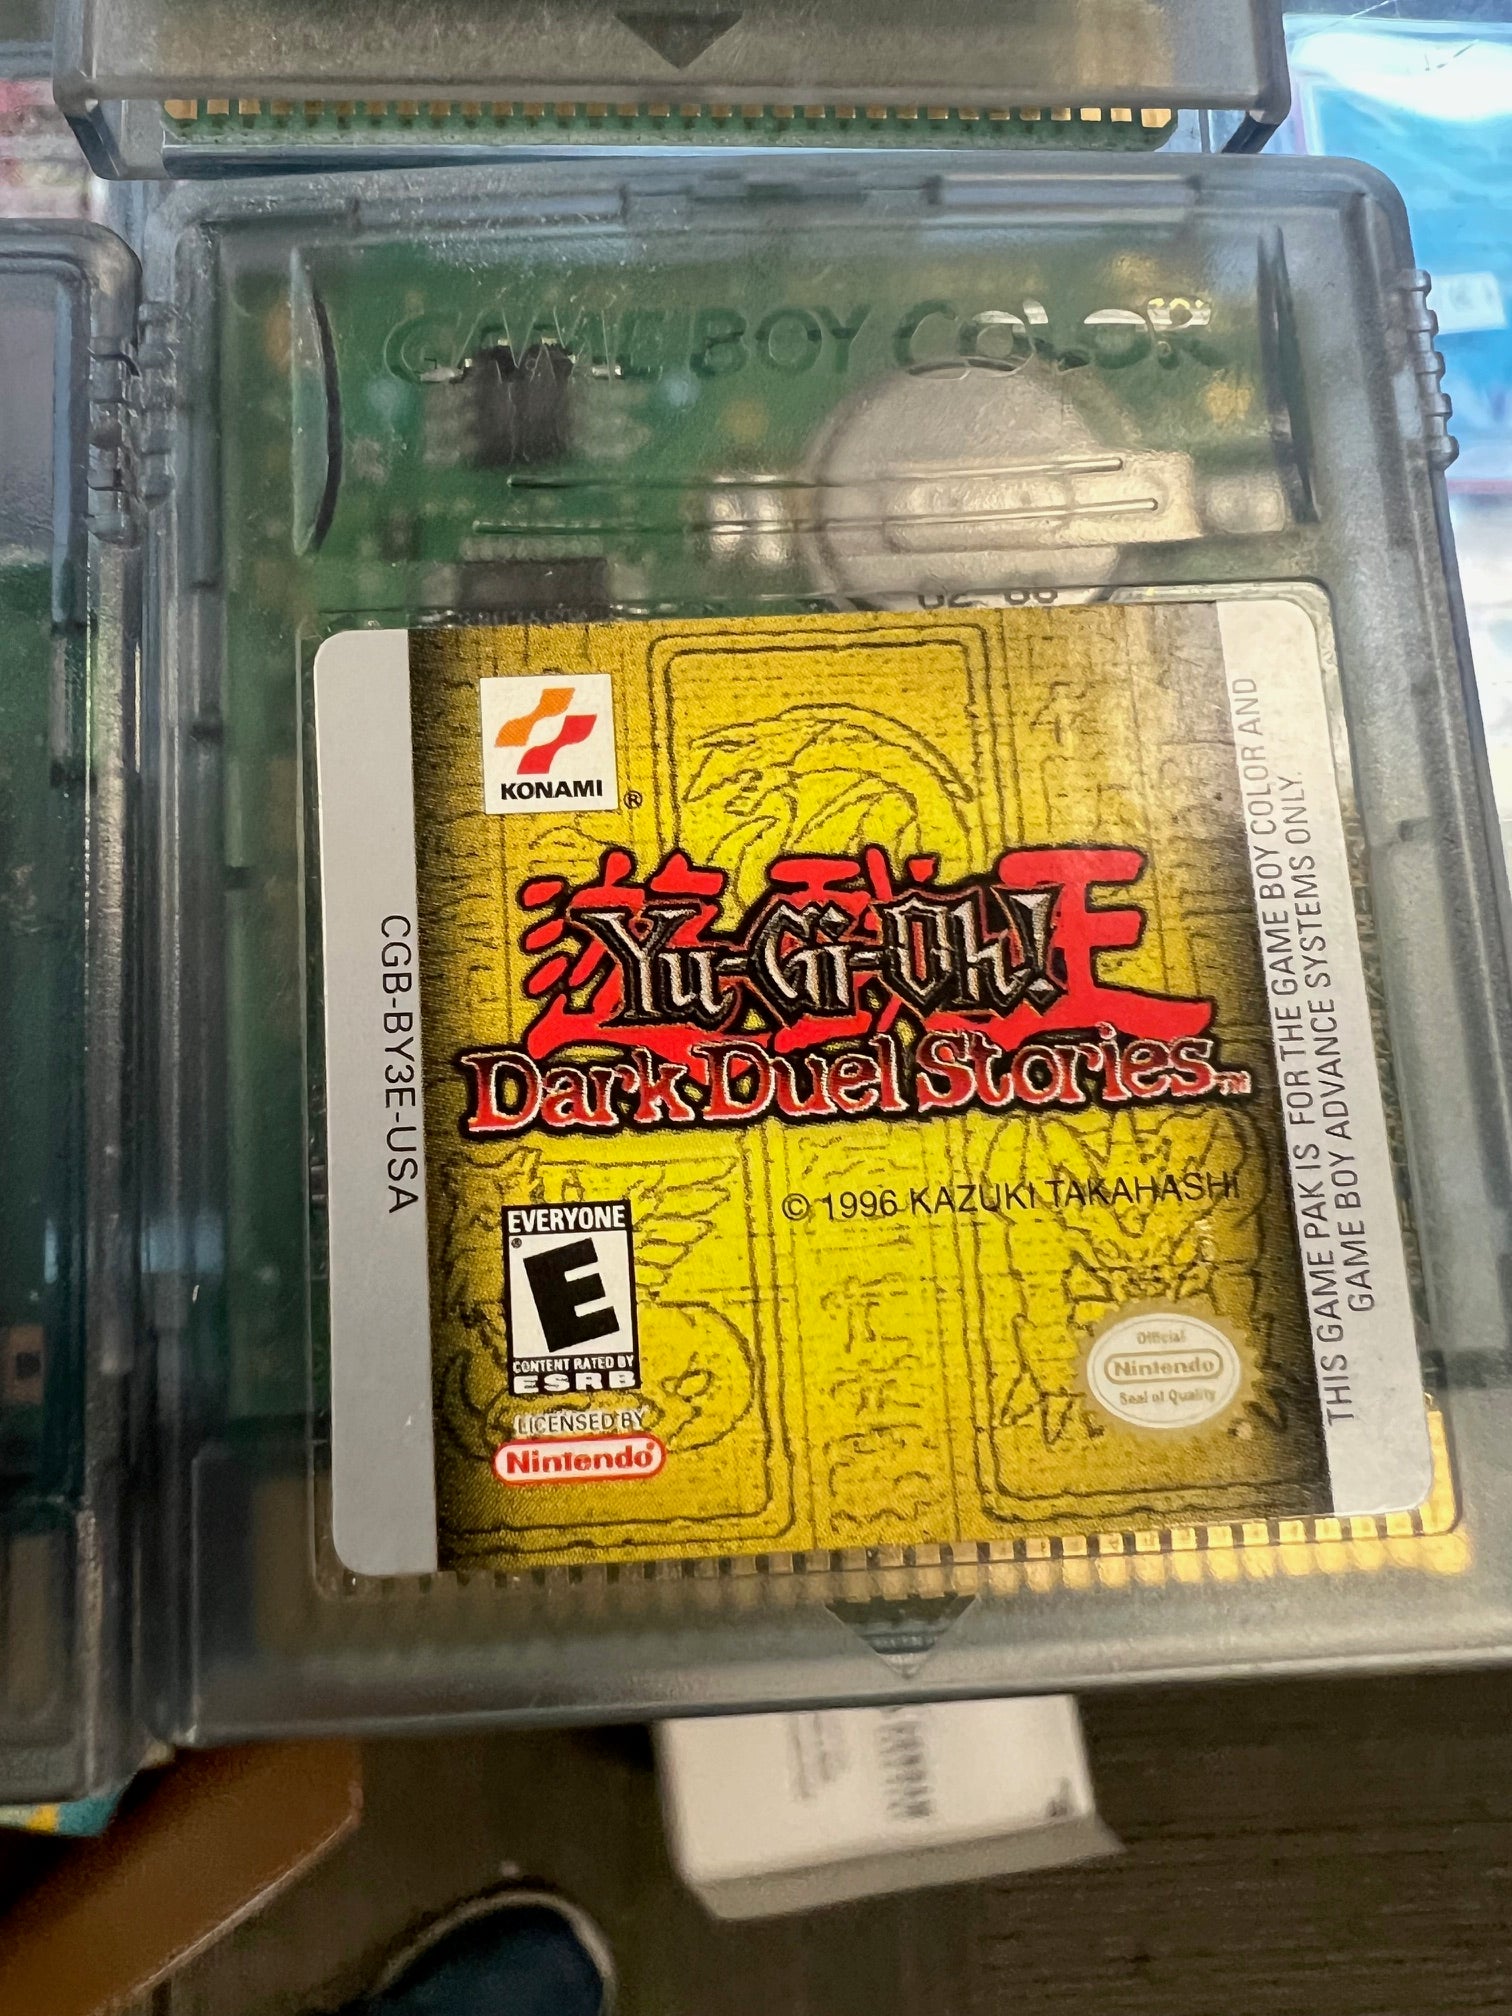 GAME BOY COLOR
KONAMI ®
遊戯王
Yu-Gi-Oh!
Dark Duel Stories™
© 1996 KAZUKI TAKAHASHI
EVERYONE
E
CONTENT RATED BY
ESRB
LICENSED BY
Nintendo®
Official
Nintendo
Seal of Quality
CGB-BY3E-USA
THIS GAME PAK IS FOR THE GAME BOY COLOR AND
GAME BOY ADVANCE SYSTEMS ONLY.